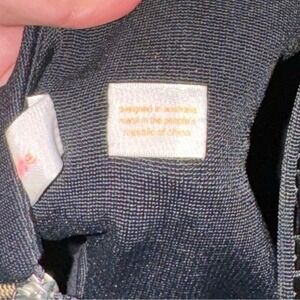 designed in australia
made in the people's
republic of china